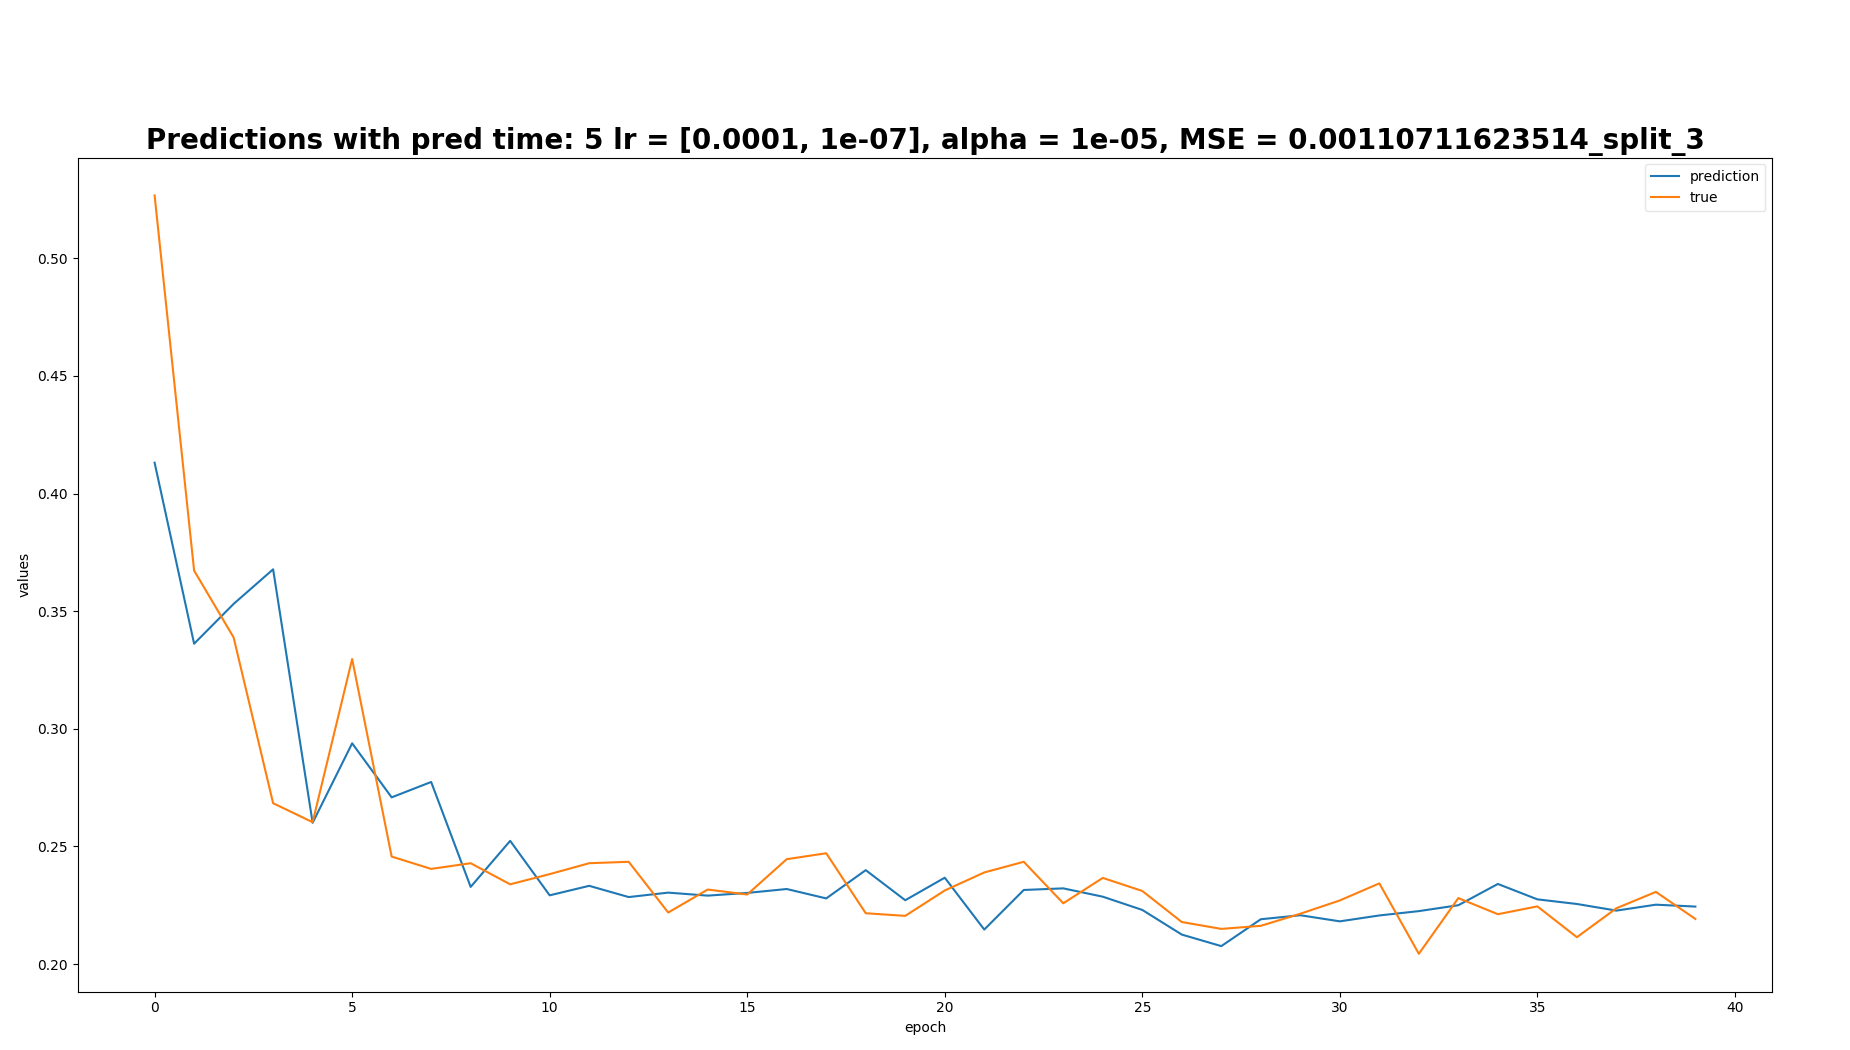 Predictions with pred time: 5 lr = [0.0001, 1e-07], alpha = 1e-05, MSE = 0.00110711623514_split_3
prediction
true
0.50
0.45
0.40
0.35
0.30
0.25
0.20
values
0 5 10 15 20 25 30 35 40
epoch